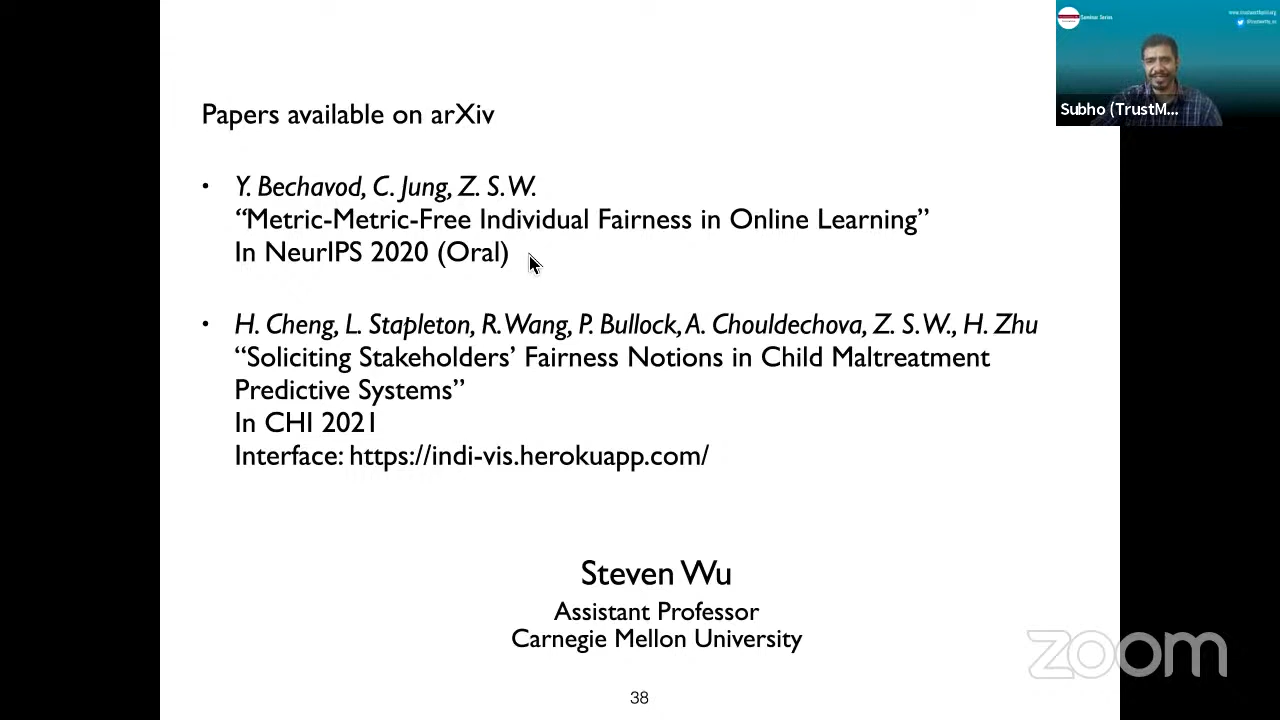 Papers available on arXiv
• Y. Bechavod, C. Jung, Z. S.W.
“Metric-Metric-Free Individual Fairness in Online Learning”
In NeurIPS 2020 (Oral)
• H. Cheng, L. Stapleton, R. Wang, P. Bullock, A. Chouldechova, Z. S.W., H. Zhu
“Soliciting Stakeholders’ Fairness Notions in Child Maltreatment
Predictive Systems”
In CHI 2021
Interface: https://indi-vis.herokuapp.com/
Steven Wu
Assistant Professor
Carnegie Mellon University
38
Seminar Series
Subho (TrustM...
zoom